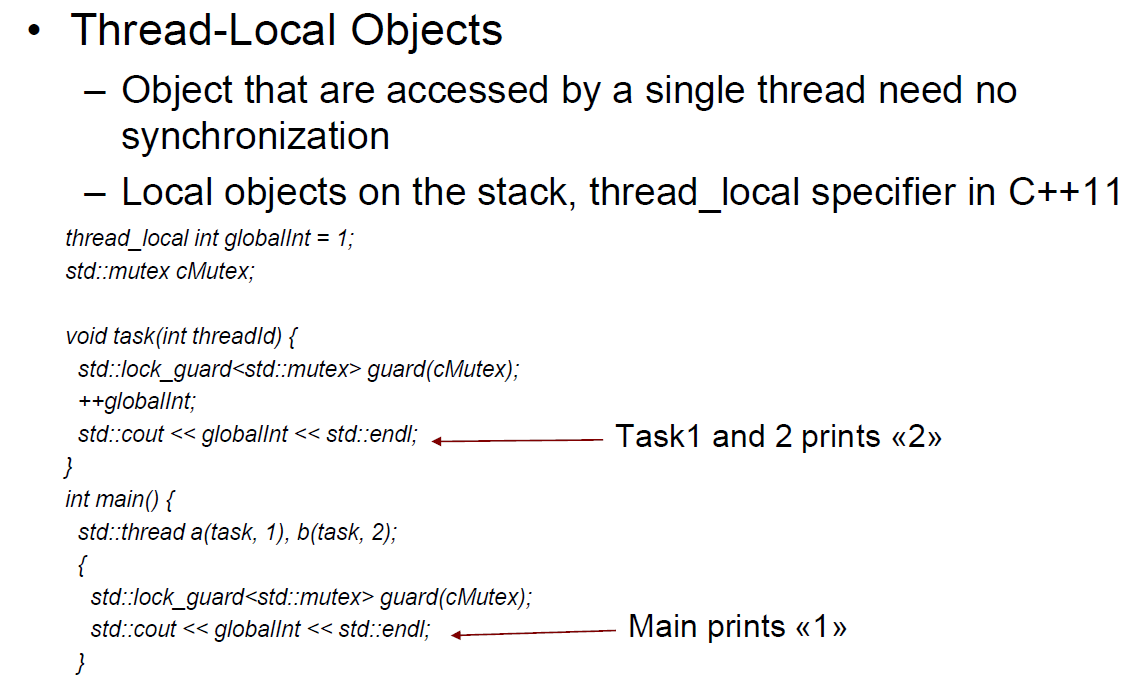 • Thread-Local Objects
– Object that are accessed by a single thread need no
synchronization
– Local objects on the stack, thread_local specifier in C++11
thread_local int globalInt = 1;
std::mutex cMutex;
void task(int threadId) {
std::lock_guard<std::mutex> guard(cMutex);
++globalInt;
std::cout << globalInt << std::endl;
Task1 and 2 prints «2»
}
int main() {
std::thread a(task, 1), b(task, 2);
{
std::lock_guard<std::mutex> guard(cMutex);
std::cout << globalInt << std::endl;
Main prints «1»
}